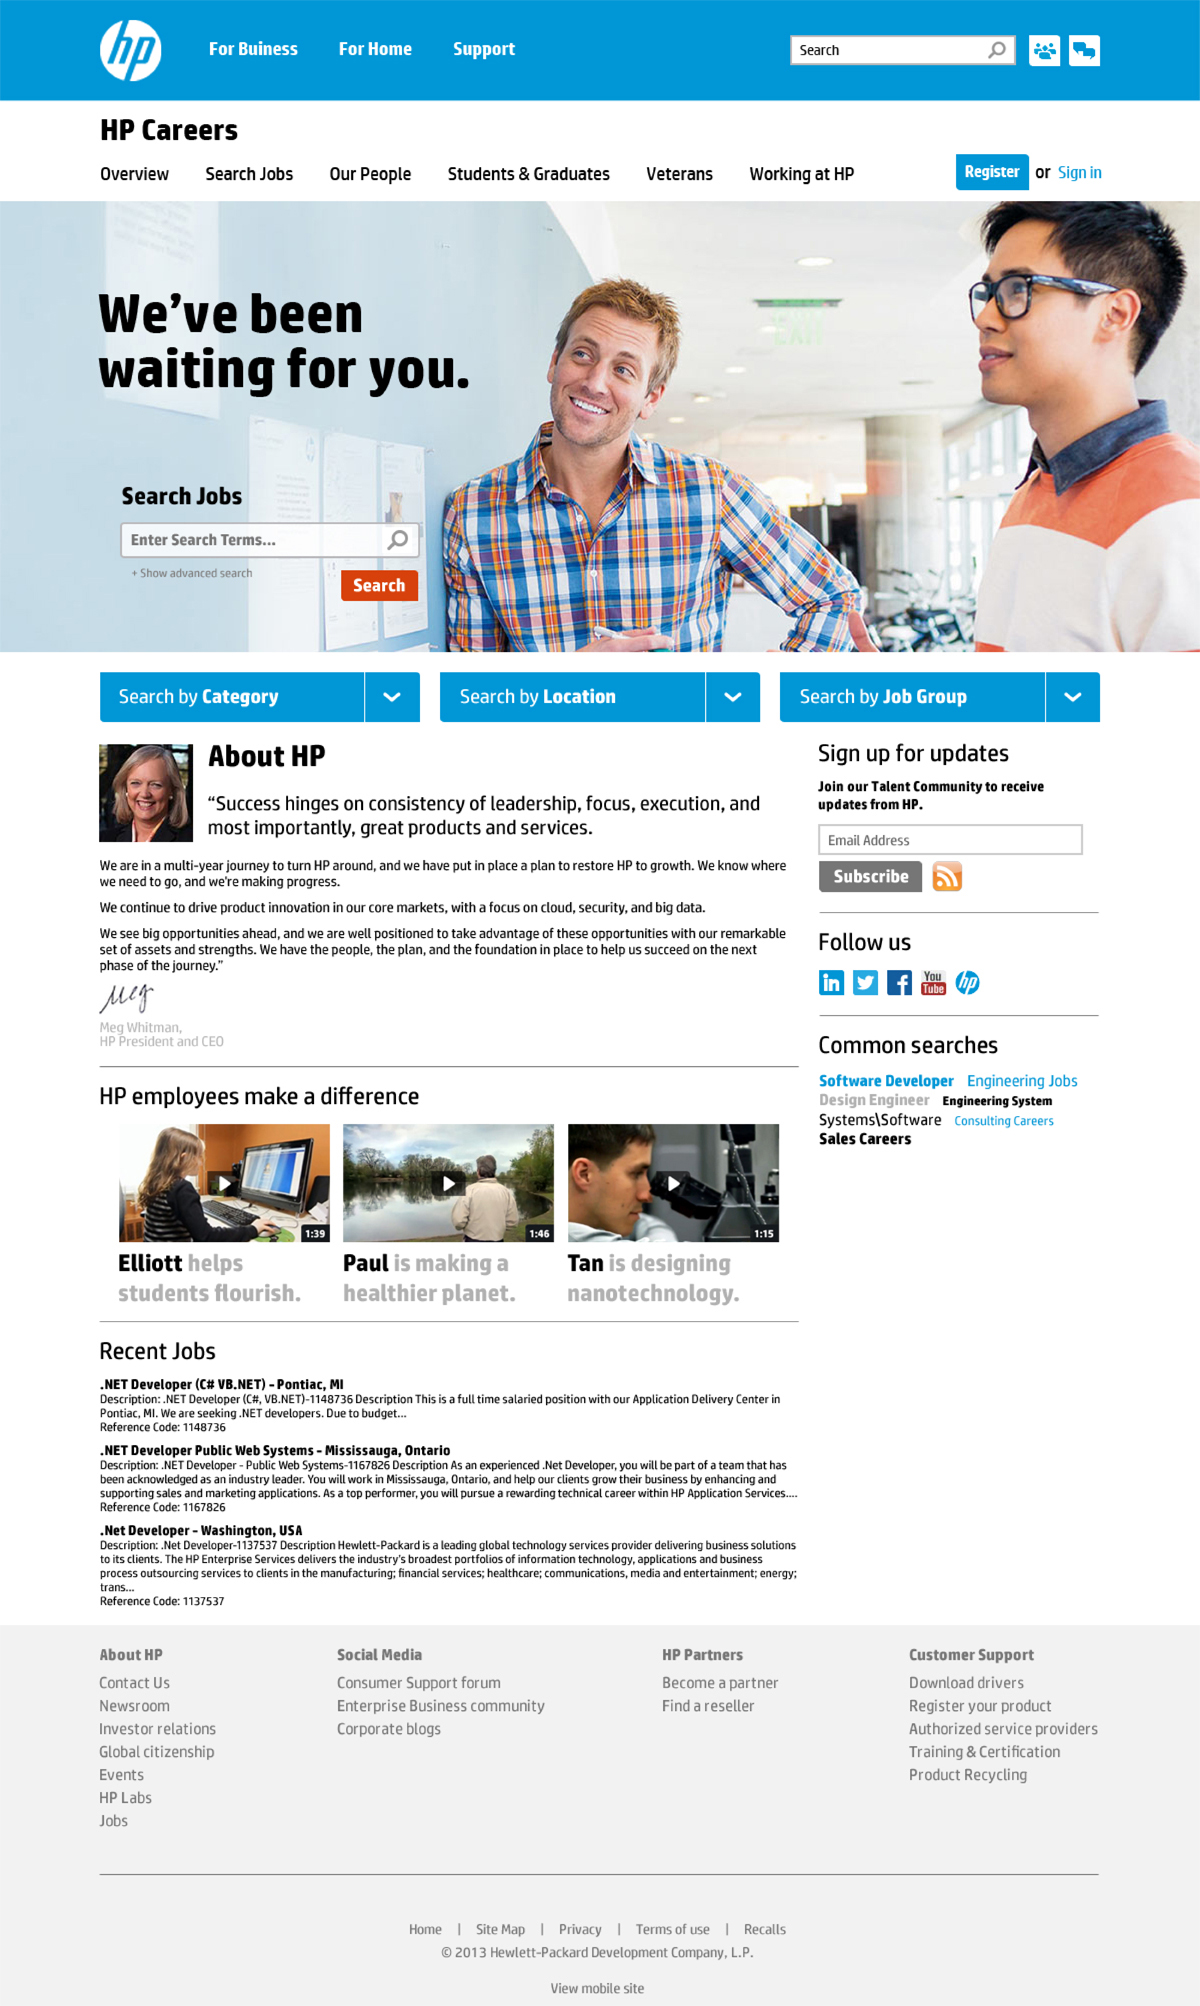 hp
For Buiness
For Home
Support
Search
HP Careers
Overview
Search Jobs
Our People
Students & Graduates
Veterans
Working at HP
Register or Sign in
We've been
waiting for you.
EXIT
Search Jobs
Enter Search Terms...
+ Show advanced search
Search
Search by Category
Search by Location
Search by Job Group
About HP
“Success hinges on consistency of leadership, focus, execution, and
most importantly, great products and services.
We are in a multi-year journey to turn HP around, and we have put in place a plan to restore HP to growth. We know where
we need to go, and we're making progress.
We continue to drive product innovation in our core markets, with a focus on cloud, security, and big data.
We see big opportunities ahead, and we are well positioned to take advantage of these opportunities with our remarkable
set of assets and strengths. We have the people, the plan, and the foundation in place to help us succeed on the next
phase of the journey.”
Meg
Meg Whitman,
HP President and CEO
Sign up for updates
Join our Talent Community to receive
updates from HP.
Email Address
Subscribe
Follow us
in
f
You
Tube
hp
Common searches
Software Developer Engineering Jobs
Design Engineer Engineering System
Systems\Software Consulting Careers
Sales Careers
HP employees make a difference
1:39
1:46
1:15
Elliott helps
students flourish.
Paul is making a
healthier planet.
Tan is designing
nanotechnology.
Recent Jobs
.NET Developer (C# VB.NET) - Pontiac, MI
Description: .NET Developer (C#, VB.NET)-1148736 Description This is a full time salaried position with our Application Delivery Center in
Pontiac, MI. We are seeking .NET developers. Due to budget...
Reference Code: 1148736
.NET Developer Public Web Systems - Mississauga, Ontario
Description: .NET Developer - Public Web Systems-1167826 Description As an experienced .Net Developer, you will be part of a team that has
been acknowledged as an industry leader. You will work in Mississauga, Ontario, and help our clients grow their business by enhancing and
supporting sales and marketing applications. As a top performer, you will pursue a rewarding technical career within HP Application Services....
Reference Code: 1167826
.Net Developer - Washington, USA
Description: .Net Developer-1137537 Description Hewlett-Packard is a leading global technology services provider delivering business solutions
to its clients. The HP Enterprise Services delivers the industry's broadest portfolios of information technology, applications and business
process outsourcing services to clients in the manufacturing; financial services; healthcare; communications, media and entertainment; energy;
trans...
Reference Code: 1137537
About HP
Contact Us
Newsroom
Investor relations
Global citizenship
Events
HP Labs
Jobs
Social Media
Consumer Support forum
Enterprise Business community
Corporate blogs
HP Partners
Become a partner
Find a reseller
Customer Support
Download drivers
Register your product
Authorized service providers
Training & Certification
Product Recycling
Home | Site Map | Privacy | Terms of use | Recalls
© 2013 Hewlett-Packard Development Company, L.P.
View mobile site